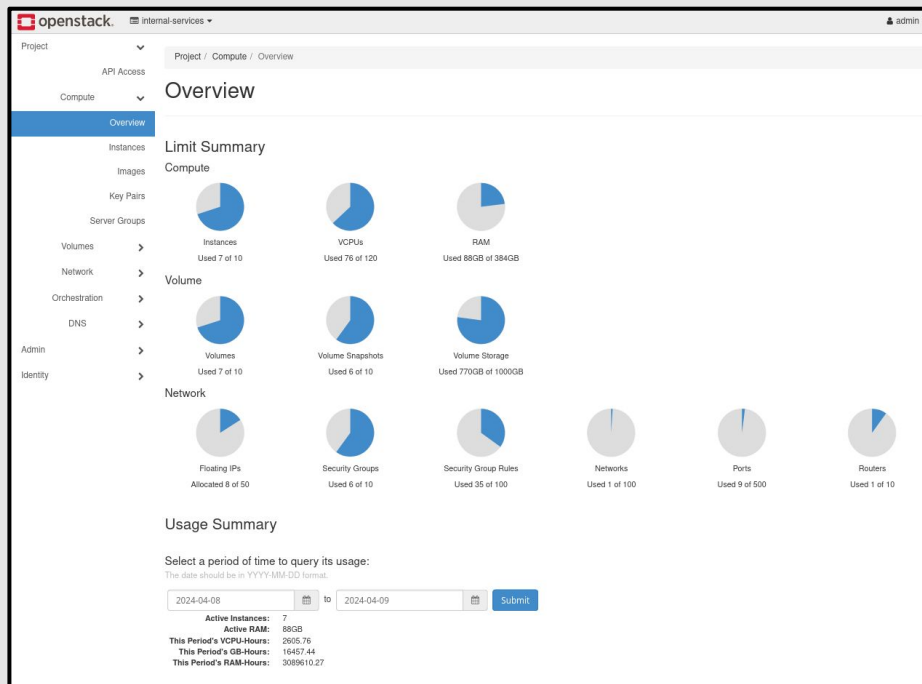 openstack. internal-services admin
Project
API Access
Compute
Overview
Instances
Images
Key Pairs
Server Groups
Volumes
Network
Orchestration
DNS
Admin
Identity
Project / Compute / Overview
Overview
Limit Summary
Compute
Instances VCPUs RAM
Used 7 of 10 Used 76 of 120 Used 88GB of 384GB
Volume
Volumes Volume Snapshots Volume Storage
Used 7 of 10 Used 6 of 10 Used 770GB of 1000GB
Network
Floating IPs Security Groups Security Group Rules Networks Ports Routers
Allocated 8 of 50 Used 6 of 10 Used 35 of 100 Used 1 of 100 Used 9 of 500 Used 1 of 10
Usage Summary
Select a period of time to query its usage:
The date should be in YYYY-MM-DD format.
2024-04-08 to 2024-04-09 Submit
Active Instances: 7
Active RAM: 88GB
This Period's VCPU-Hours: 2605.76
This Period's GB-Hours: 16457.44
This Period's RAM-Hours: 3089610.27